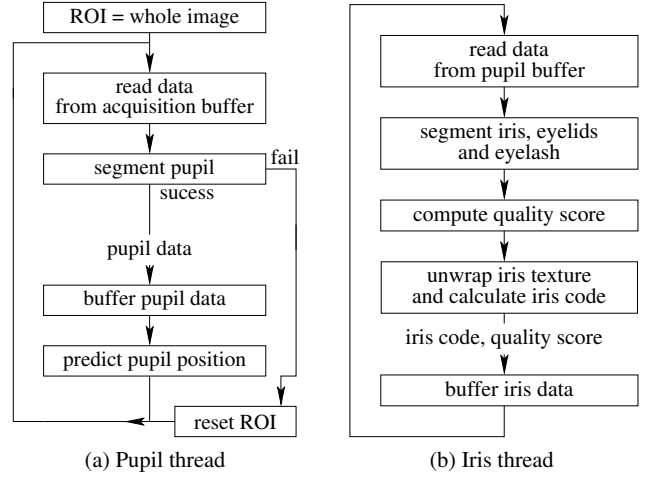 ROI = whole image
read data
from acquisition buffer
segment pupil
fail
sucess
pupil data
buffer pupil data
predict pupil position
reset ROI
(a) Pupil thread
read data
from pupil buffer
segment iris, eyelids
and eyelash
compute quality score
unwrap iris texture
and calculate iris code
iris code, quality score
buffer iris data
(b) Iris thread